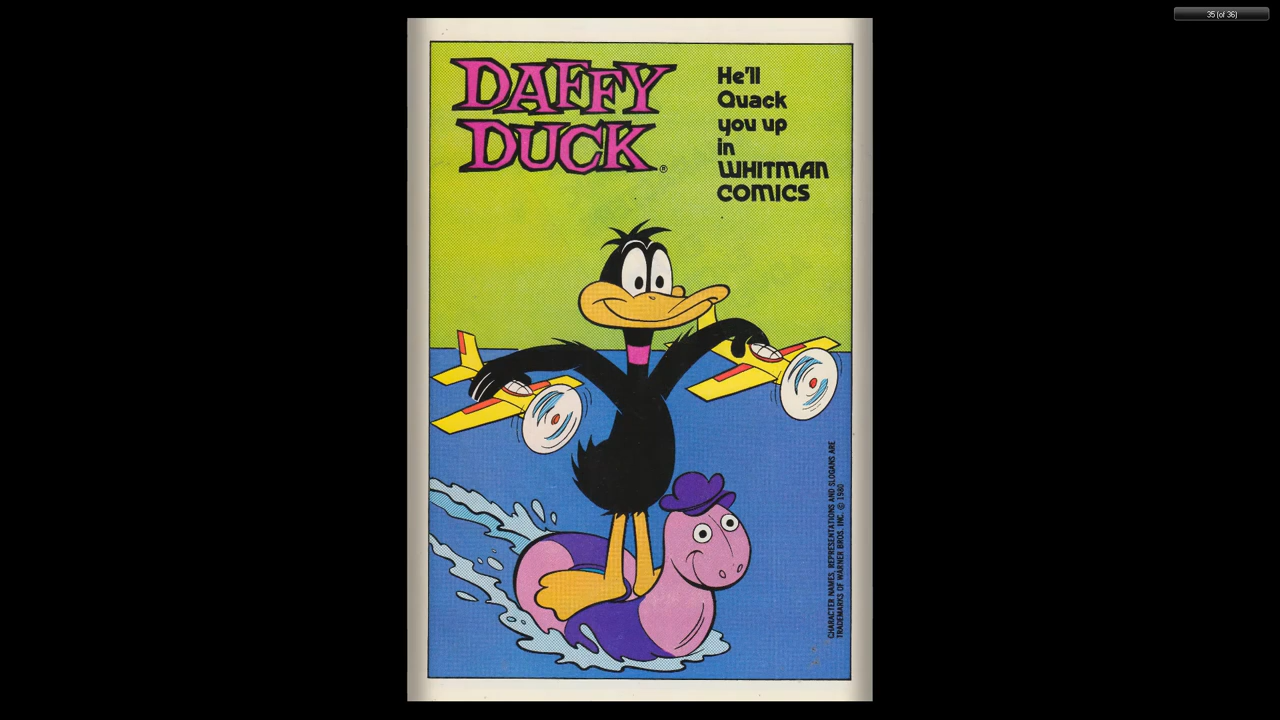 35 (of 36)
DAFFY
DUCK®
He'll
Quack
you up
in
WHITMAN
COMICS
CHARACTER NAMES, REPRESENTATIONS AND SLOGANS ARE
TRADEMARKS OF WARNER BROS. INC. © 1980